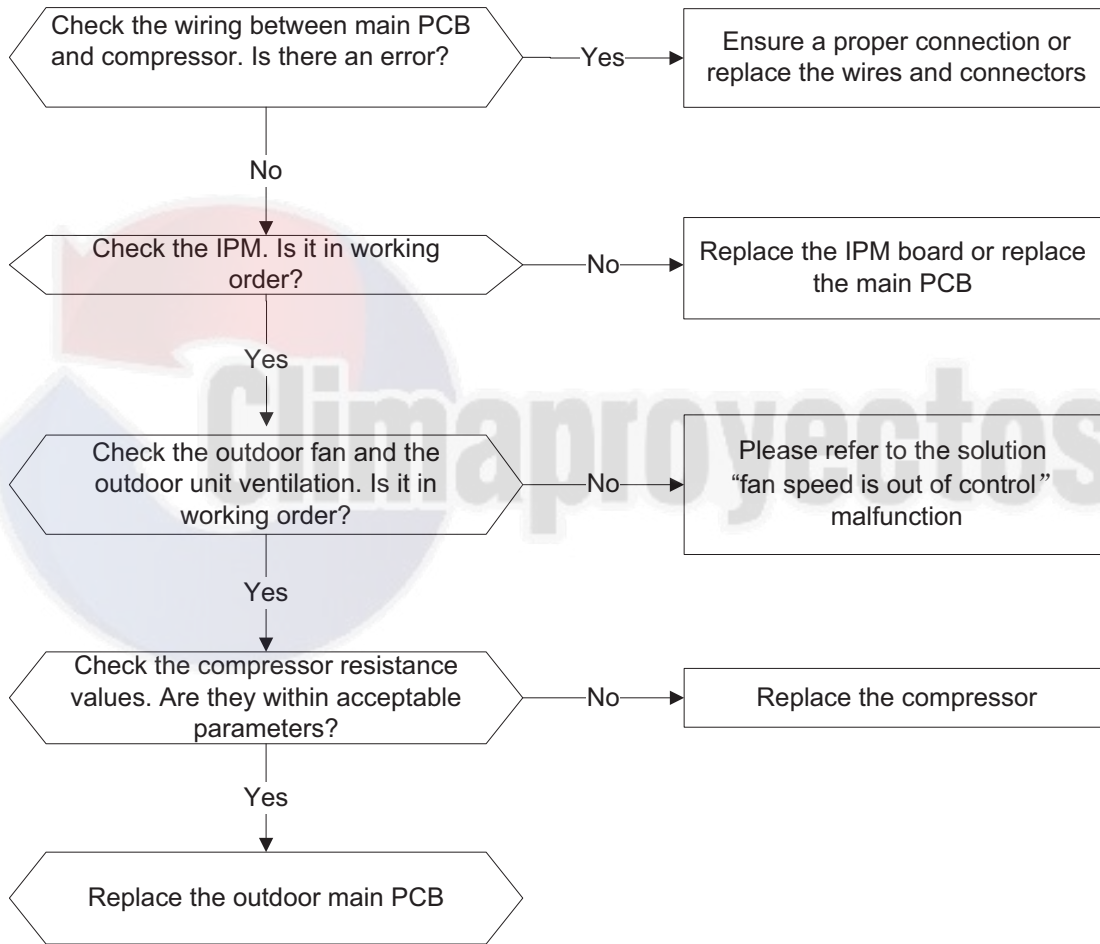 Check the wiring between main PCB
and compressor. Is there an error?
Yes
Ensure a proper connection or
replace the wires and connectors
No
Check the IPM. Is it in working
order?
No
Replace the IPM board or replace
the main PCB
Yes
Climaproyectos
Check the outdoor fan and the
outdoor unit ventilation. Is it in
working order?
No
Please refer to the solution
“fan speed is out of control”
malfunction
Yes
Check the compressor resistance
values. Are they within acceptable
parameters?
No
Replace the compressor
Yes
Replace the outdoor main PCB